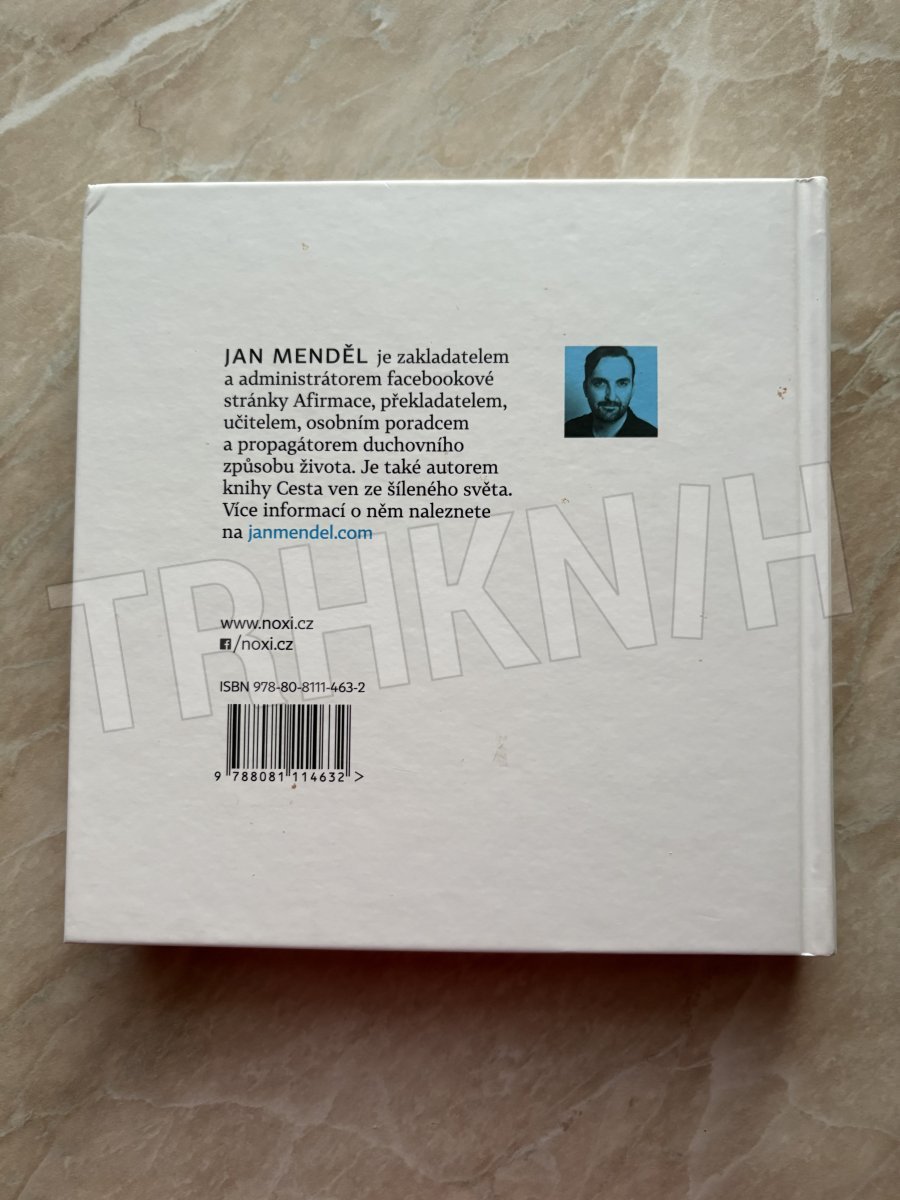 JAN MENDĚL je zakladatelem
a administrátorem facebookové
stránky Afirmace, překladatelem,
učitelem, osobním poradcem
a propagátorem duchovního
způsobu života. Je také autorem
knihy Cesta ven ze šíleného světa.
Více informací o něm naleznete
na janmendel.com
TRHKNIH
www.noxi.cz
/noxi.cz
ISBN 978-80-8111-463-2
9 788081 114632 >